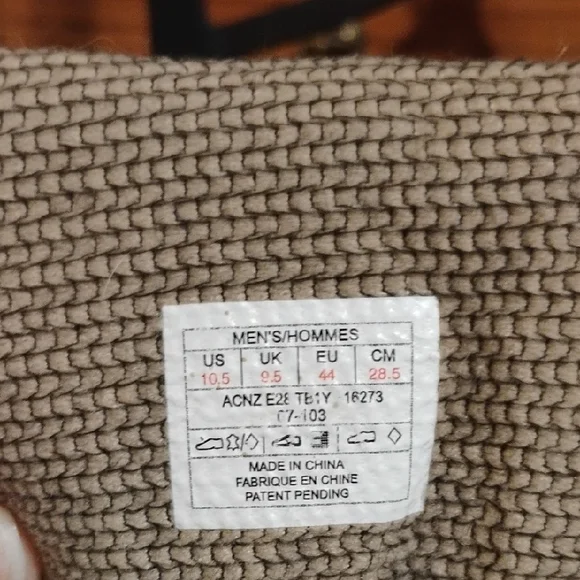 MEN'S/HOMMES
US UK EU CM
10.5 9.5 44 28.5
ACNZ E28 TB1Y 16273
07-103
MADE IN CHINA
FABRIQUE EN CHINE
PATENT PENDING